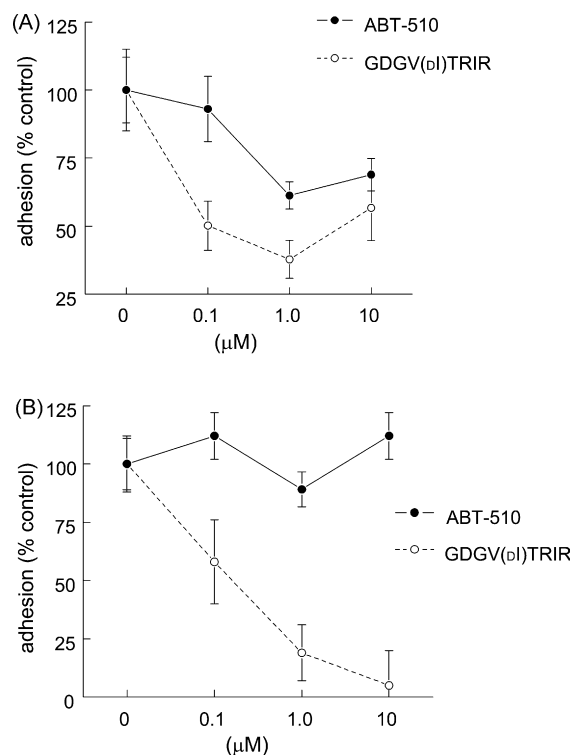 (A)
125
100
75
50
25
adhesion (% control)
ABT-510
GDGV(DI)TRIR
0 0.1 1.0 10
(μM)
(B)
125
100
75
50
25
0
adhesion (% control)
ABT-510
GDGV(DI)TRIR
0 0.1 1.0 10
(μM)